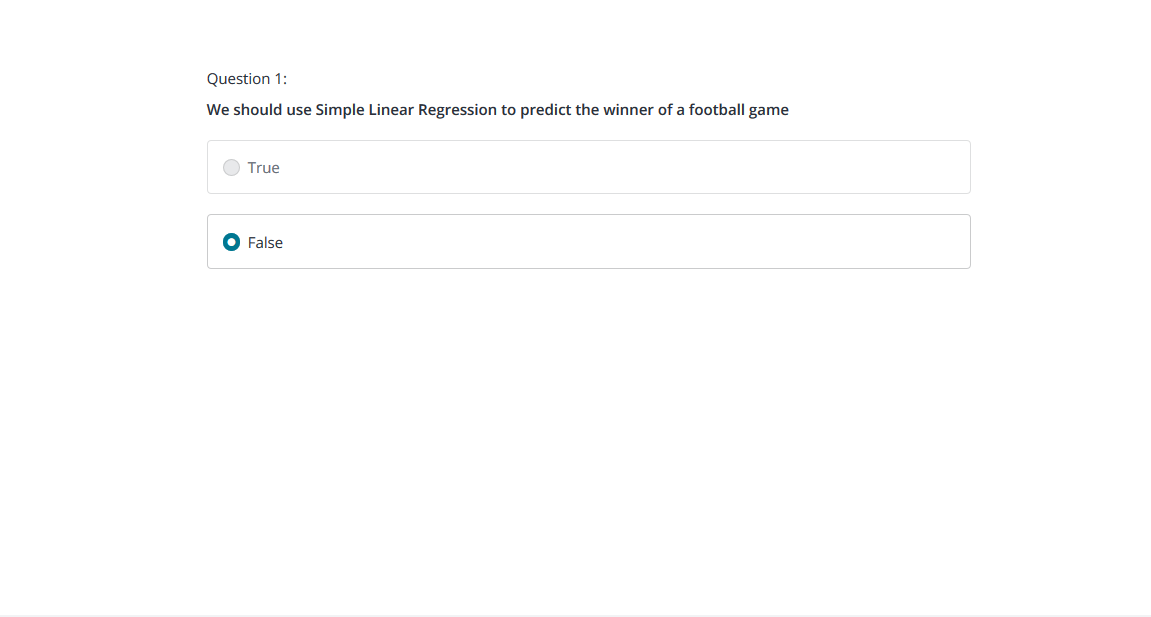 Question 1:
We should use Simple Linear Regression to predict the winner of a football game
True
False